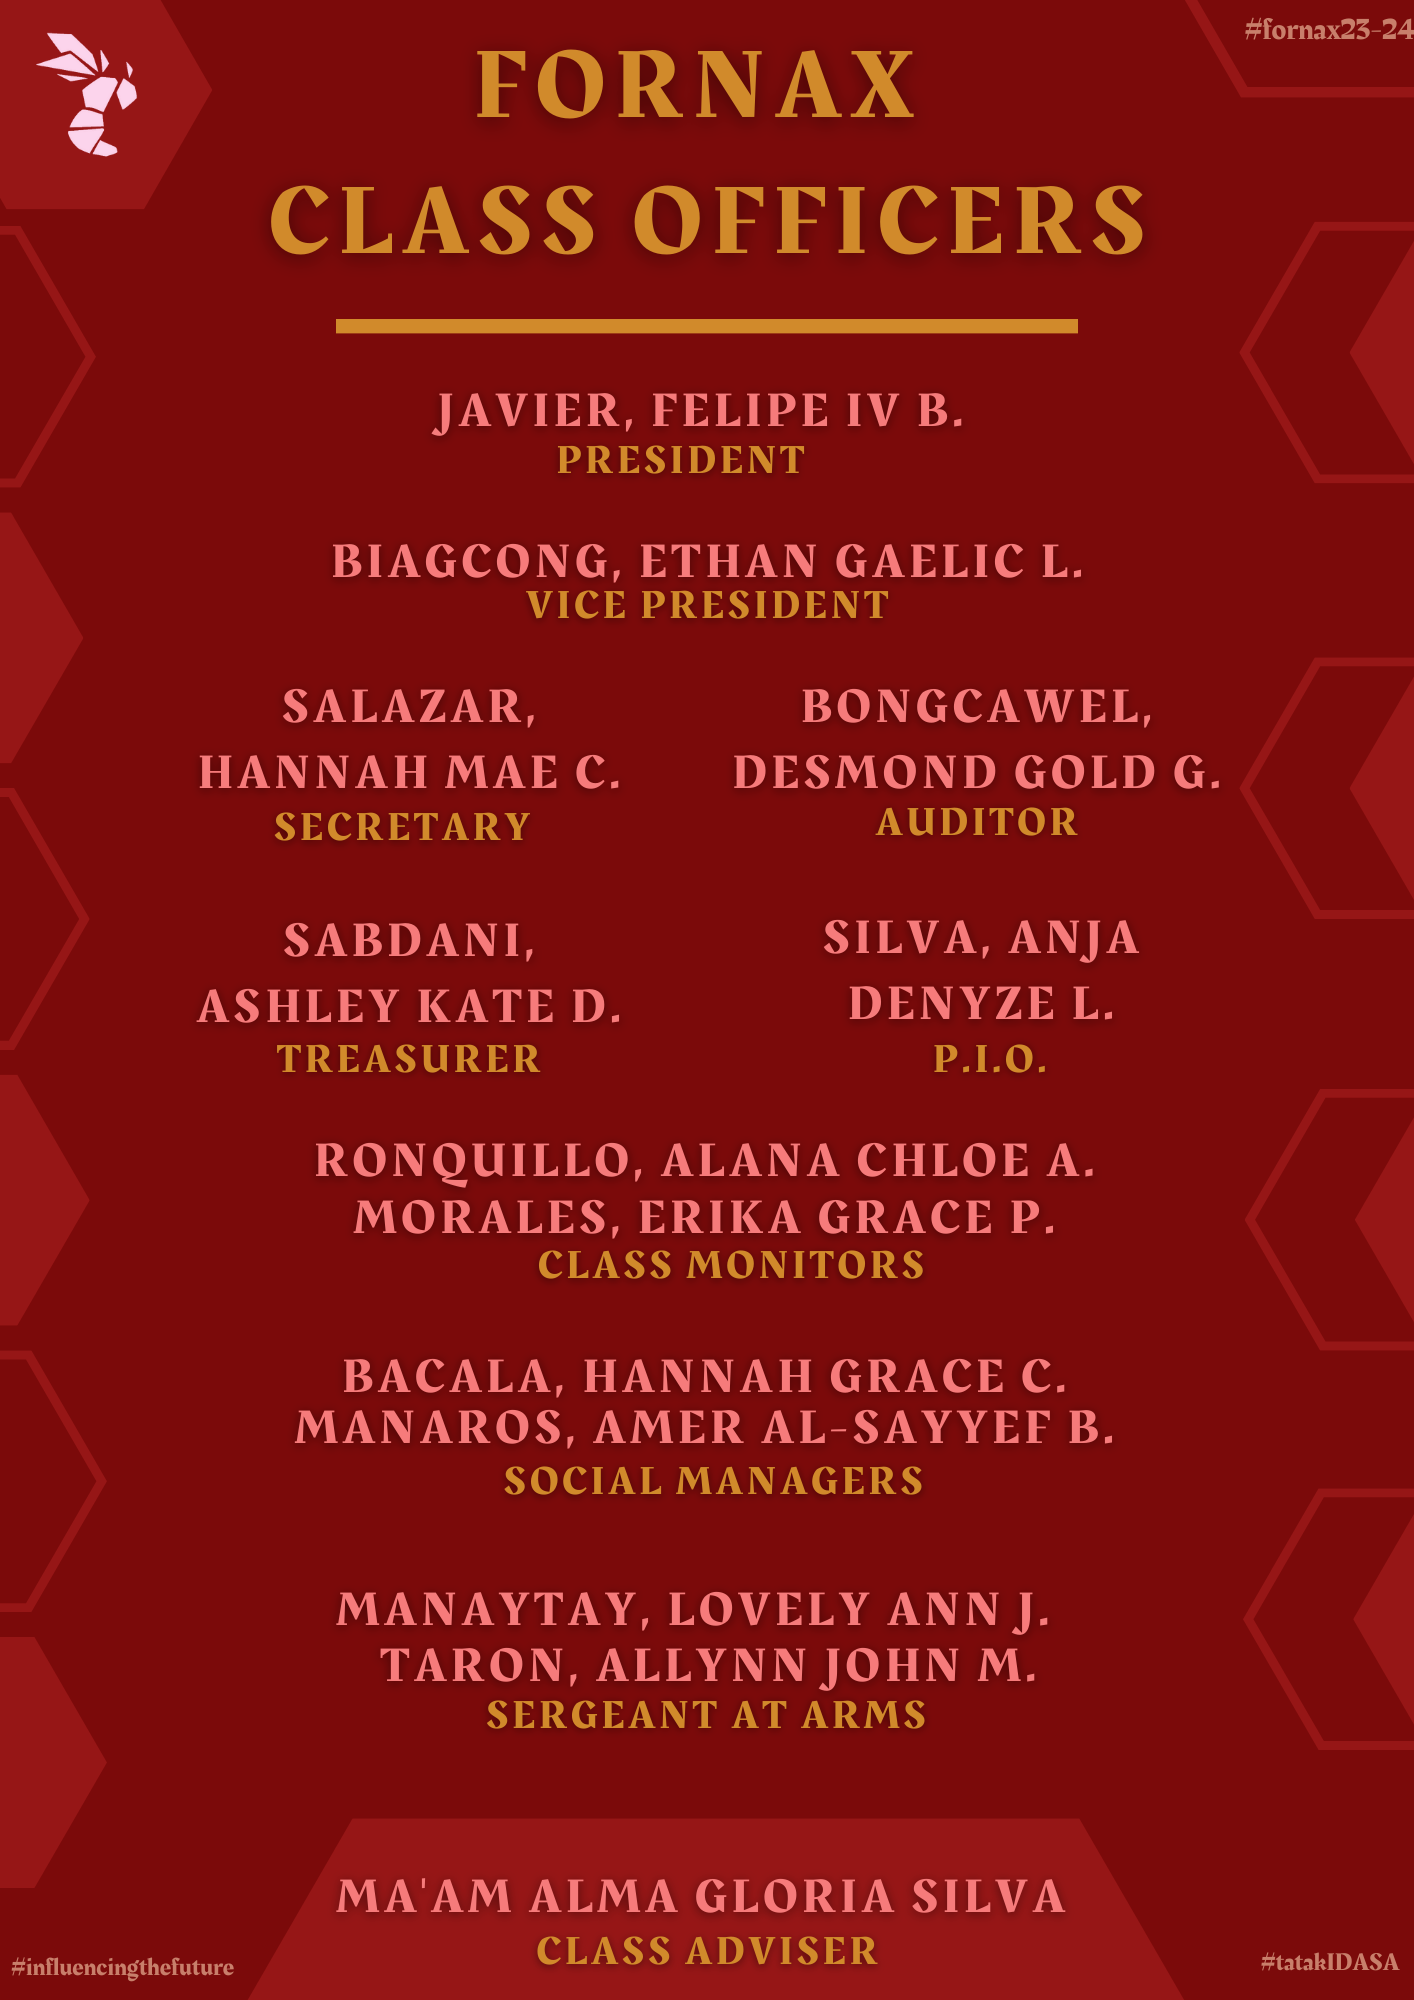 #fornax23-24
FORNAX
CLASS OFFICERS
JAVIER, FELIPE IV B.
PRESIDENT
BIAGCONG, ETHAN GAELIC L.
VICE PRESIDENT
SALAZAR,
HANNAH MAE C.
SECRETARY
BONGCAWEL,
DESMOND GOLD G.
AUDITOR
SABDANI,
ASHLEY KATE D.
TREASURER
SILVA, ANJA
DENYZE L.
P.I.O.
RONQUILLO, ALANA CHLOE A.
MORALES, ERIKA GRACE P.
CLASS MONITORS
BACALA, HANNAH GRACE C.
MANAROS, AMER AL-SAYYEF B.
SOCIAL MANAGERS
MANAYTAY, LOVELY ANN J.
TARON, ALLYNN JOHN M.
SERGEANT AT ARMS
MA'AM ALMA GLORIA SILVA
CLASS ADVISER
#influencingthefuture
#tatakIDASA